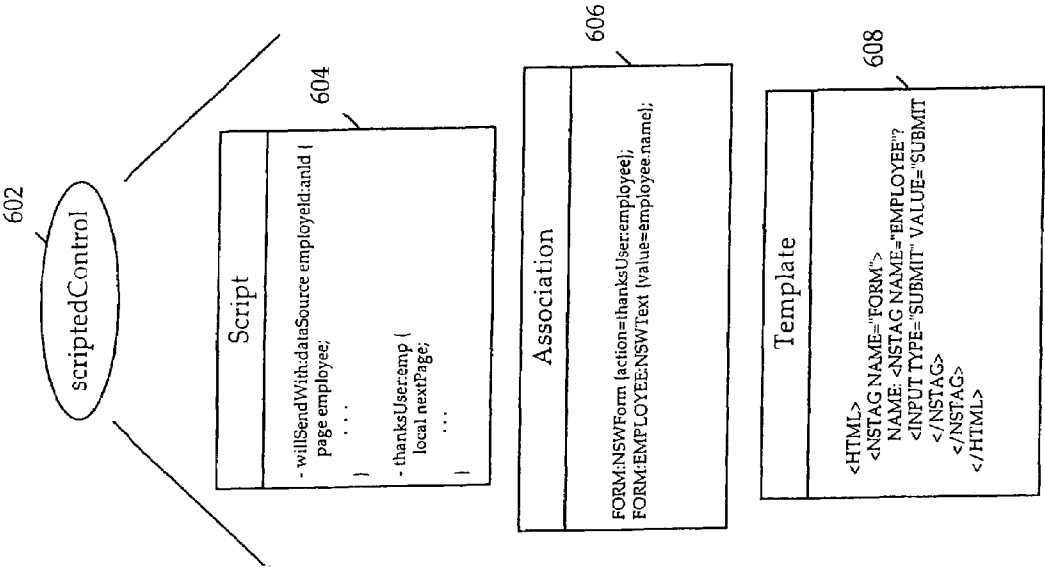 602
scriptedControl
604
Script
- willSendWith:dataSource employeId:anId {
page employee;
. . .
}
- thanksUser:emp {
local nextPage;
. . .
}
606
Association
FORM:NSWForm {action=thanksUser:employee};
FORM:EMPLOYEE:NSWText {value=employee.name};
608
Template
<HTML>
<NSTAG NAME="FORM">
NAME: <NSTAG NAME="EMPLOYEE"?
<INPUT TYPE="SUBMIT" VALUE="SUBMIT
</NSTAG>
</NSTAG>
</HTML>